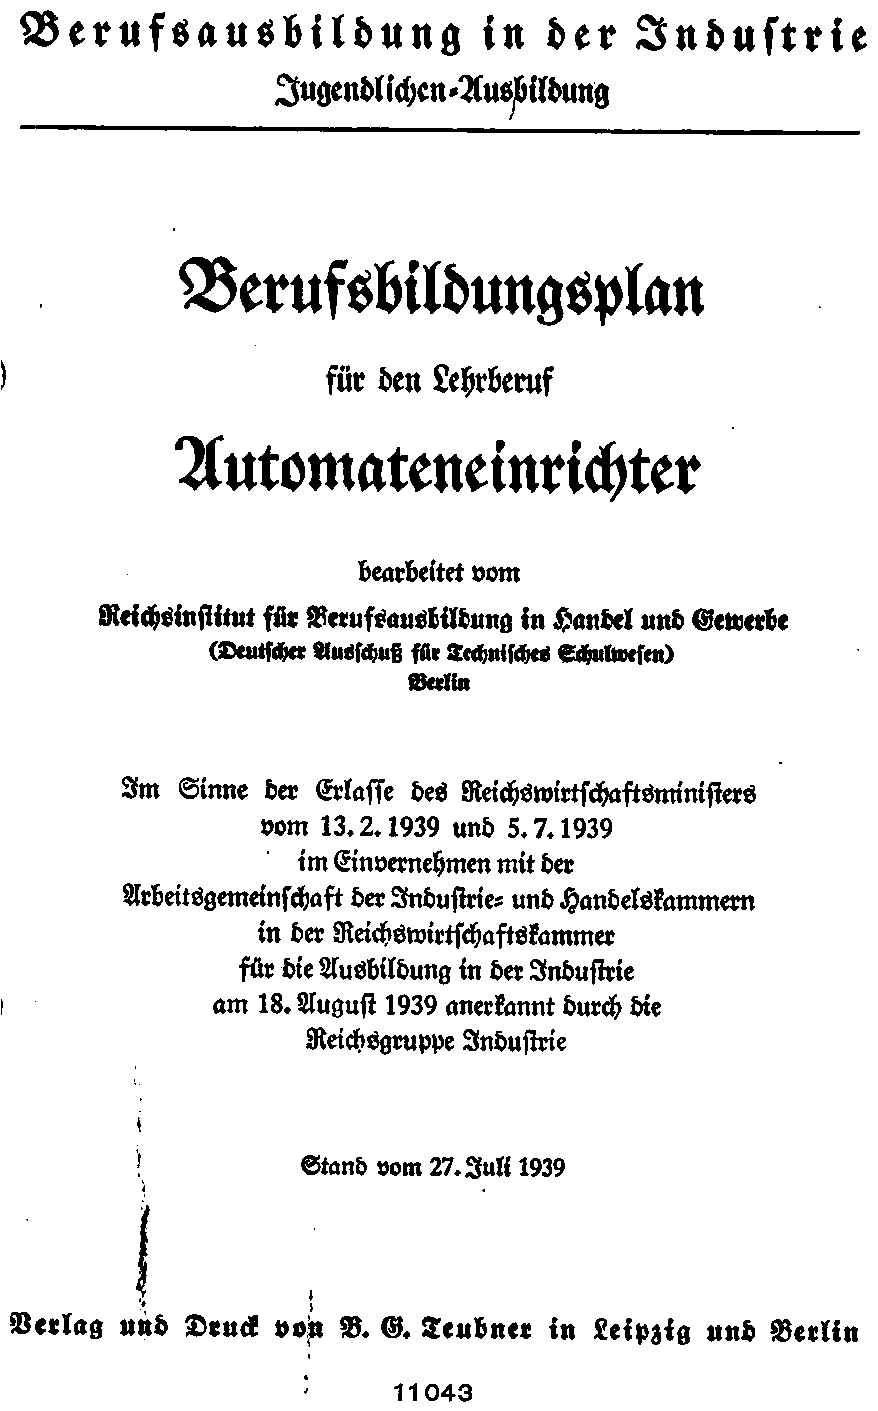 Berufsausbildung in der Industrie
Jugendlichen-Ausbildung
Berufsbildungsplan
für den Lehrberuf
Automateneinrichter
bearbeitet vom
Reichsinstitut für Berufsausbildung in Handel und Gewerbe
(Deutscher Ausschuß für Technisches Schulwesen)
Berlin
Im Sinne der Erlasse des Reichswirtschaftsministers
vom 13. 2. 1939 und 5. 7. 1939
im Einvernehmen mit der
Arbeitsgemeinschaft der Industrie- und Handelskammern
in der Reichswirtschaftskammer
für die Ausbildung in der Industrie
am 18. August 1939 anerkannt durch die
Reichsgruppe Industrie
Stand vom 27. Juli 1939
Verlag und Druck von B. G. Teubner in Leipzig und Berlin
11043